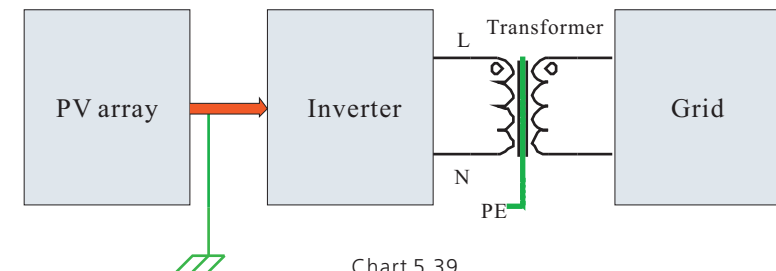 PV array
Inverter
L
N
Transformer
PE
Grid
Chart 5.39